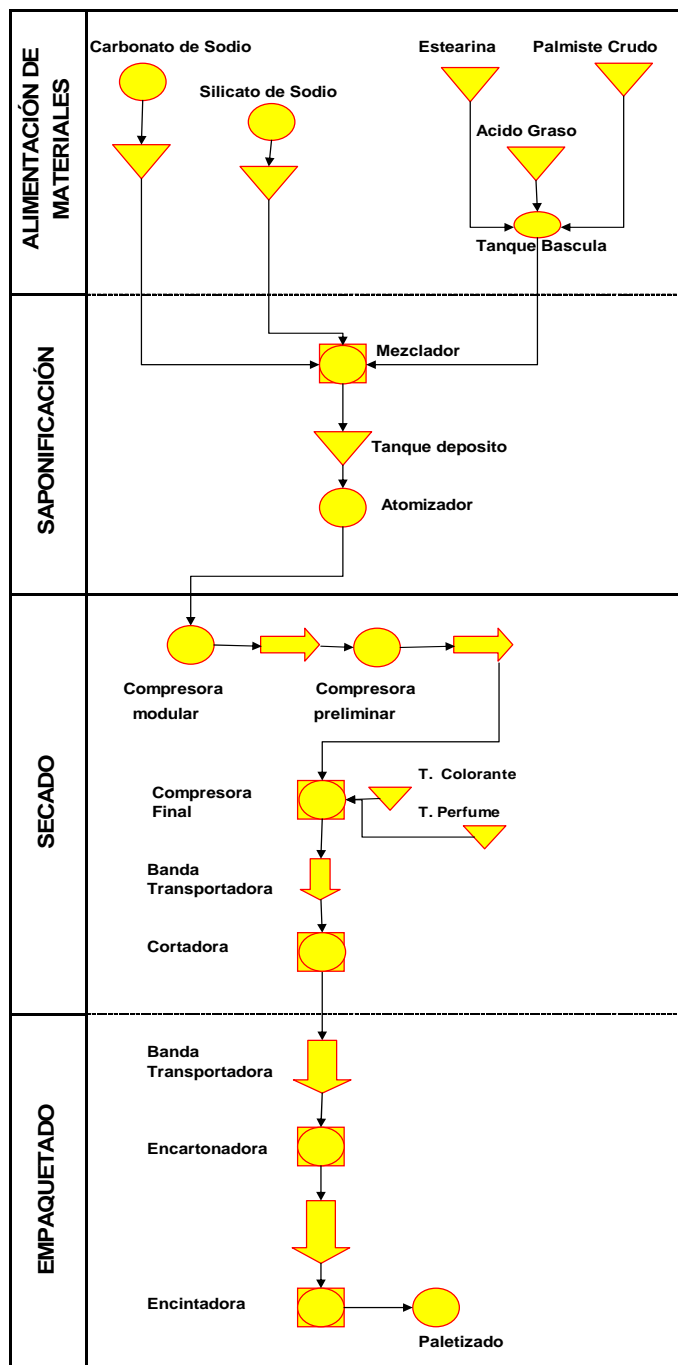 ALIMENTACIÓN DE
MATERIALES
Carbonato de Sodio
Silicato de Sodio
Estearina
Palmiste Crudo
Acido Graso
Tanque Bascula
SAPONIFICACIÓN
Mezclador
Tanque deposito
Atomizador
SECADO
Compresora
modular
Compresora
preliminar
Compresora
Final
T. Colorante
T. Perfume
Banda
Transportadora
Cortadora
EMPAQUETADO
Banda
Transportadora
Encartonadora
Encintadora
Paletizado